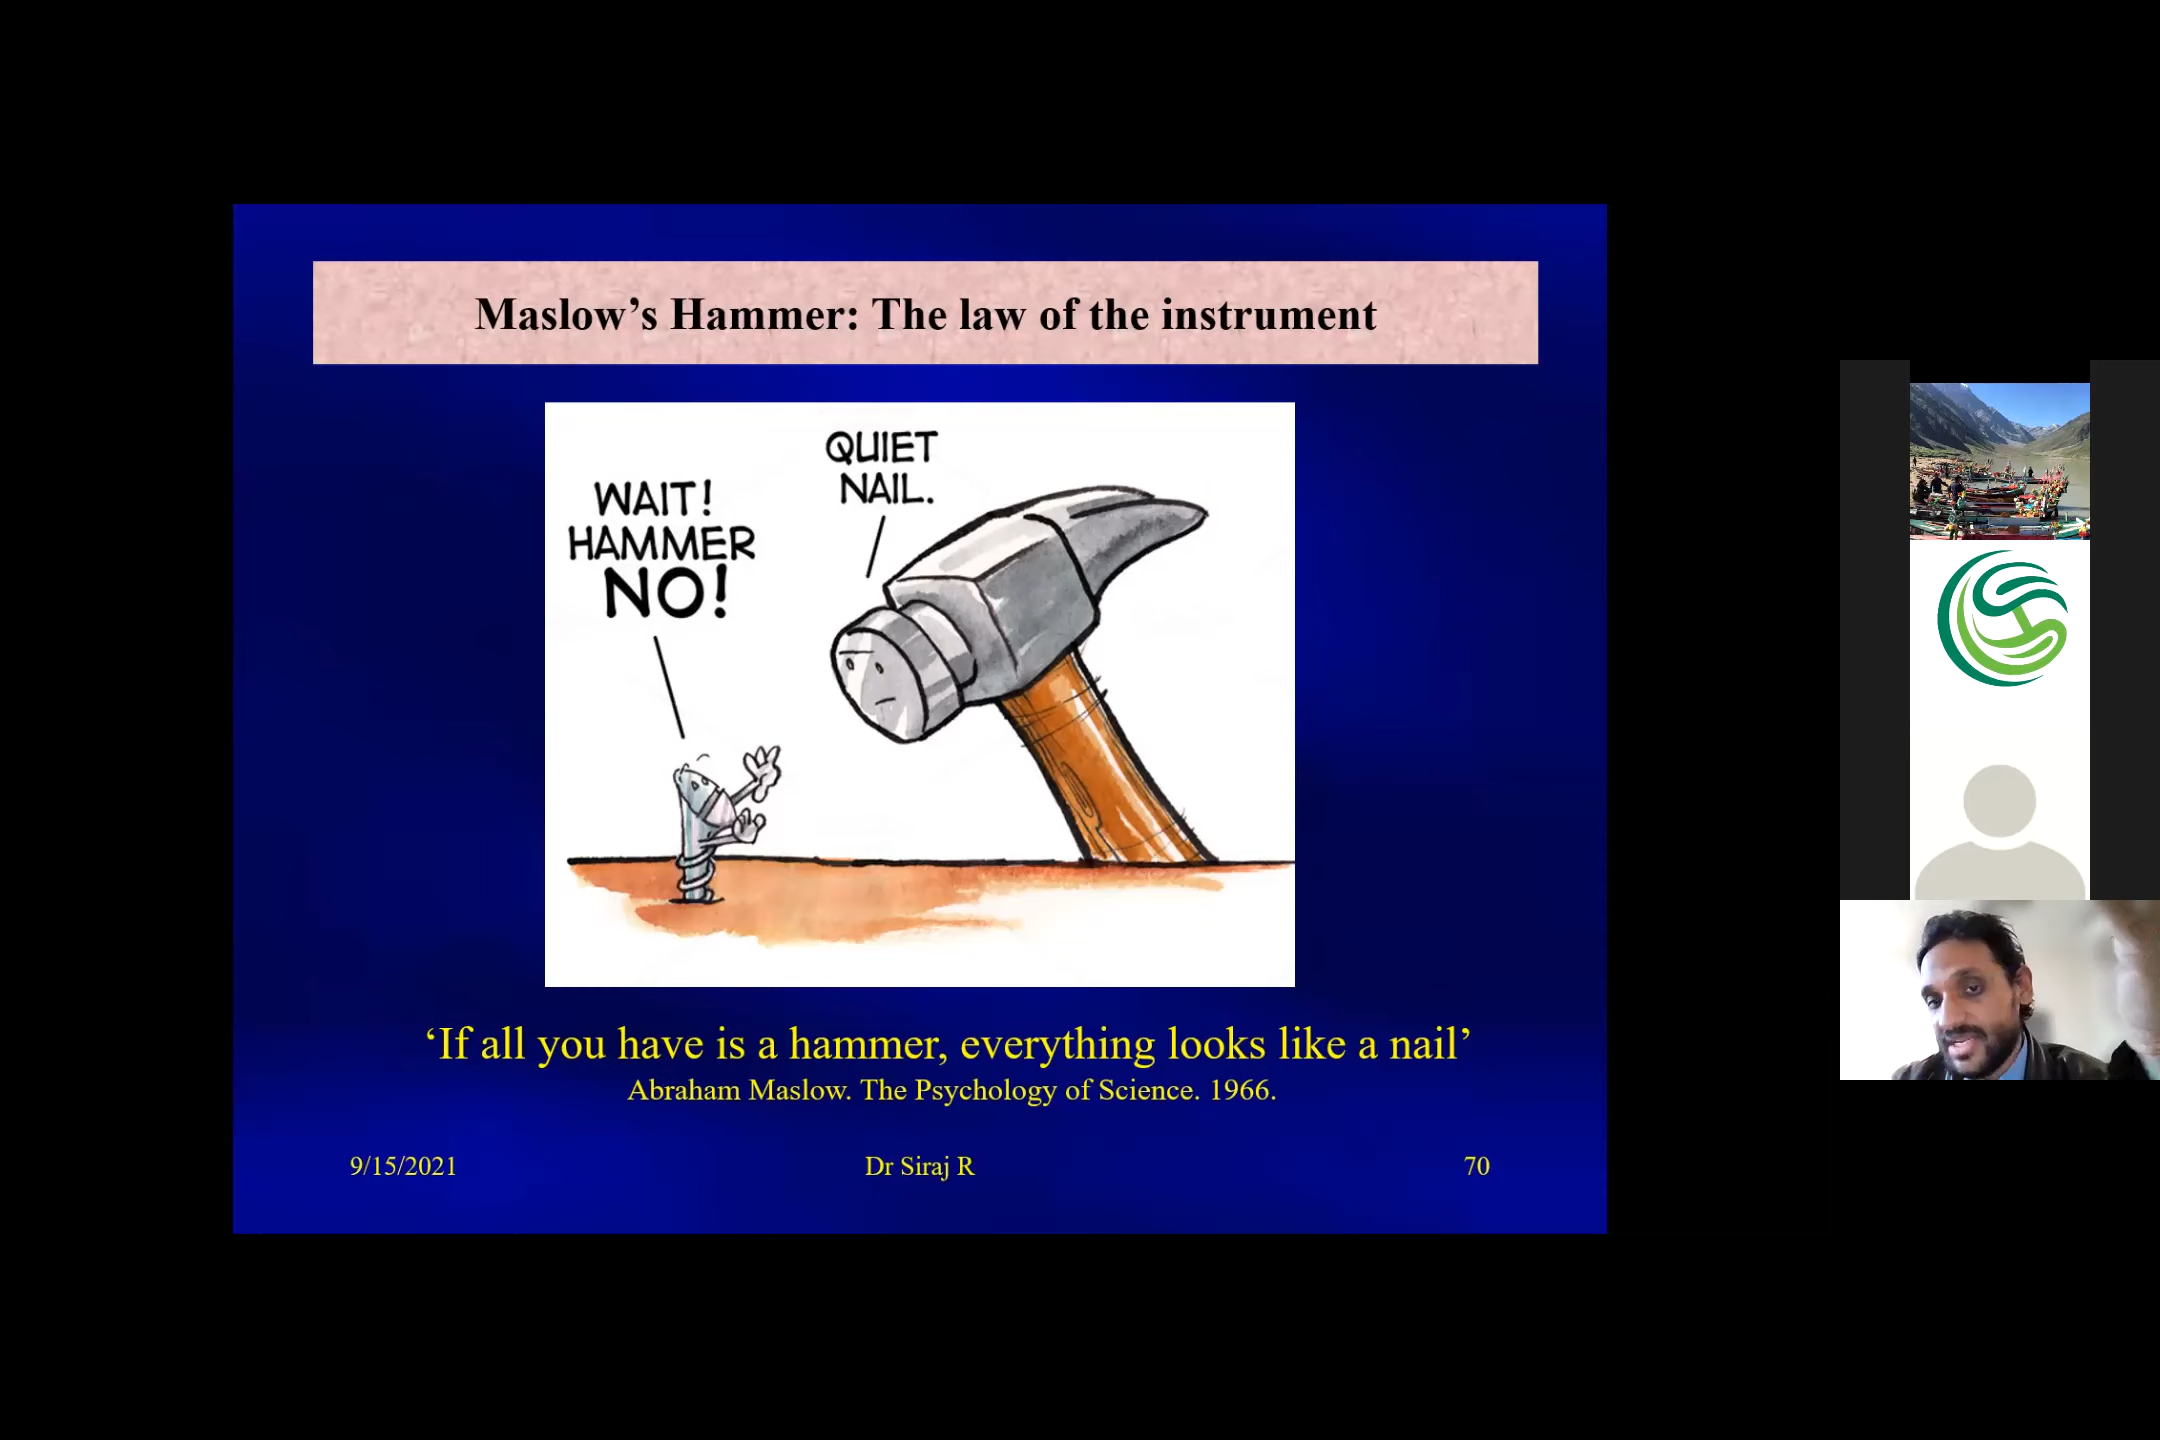 Maslow’s Hammer: The law of the instrument
QUIET
NAIL.
WAIT!
HAMMER
NO!
‘If all you have is a hammer, everything looks like a nail’
Abraham Maslow. The Psychology of Science. 1966.
9/15/2021
Dr Siraj R
70